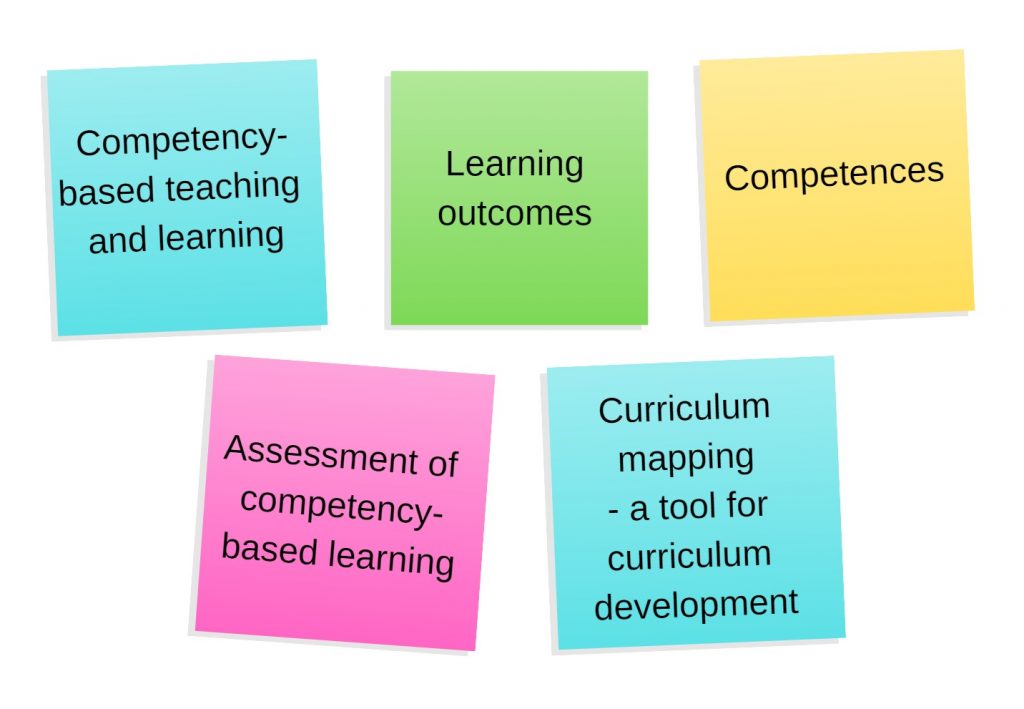 Competency-
based teaching
and learning
Learning
outcomes
Competences
Assessment of
competency-
based learning
Curriculum
mapping
- a tool for
curriculum
development